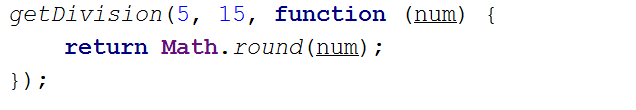 getDivision(5, 15, function (num) {
    return Math.round(num);
});